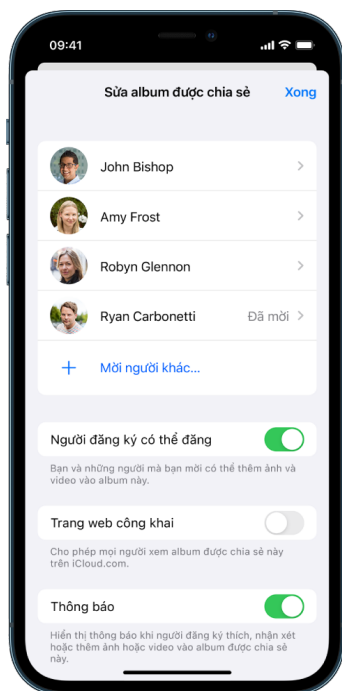 09:41
Sửa album được chia sẻ
Xong
John Bishop
Amy Frost
Robyn Glennon
Ryan Carbonetti
Đã mời
Mời người khác...
Người đăng ký có thể đăng
Bạn và những người mà bạn mời có thể thêm ảnh và
video vào album này.
Trang web công khai
Cho phép mọi người xem album được chia sẻ này
trên iCloud.com.
Thông báo
Hiển thị thông báo khi người đăng ký thích, nhận xét
hoặc thêm ảnh hoặc video vào album được chia sẻ
này.